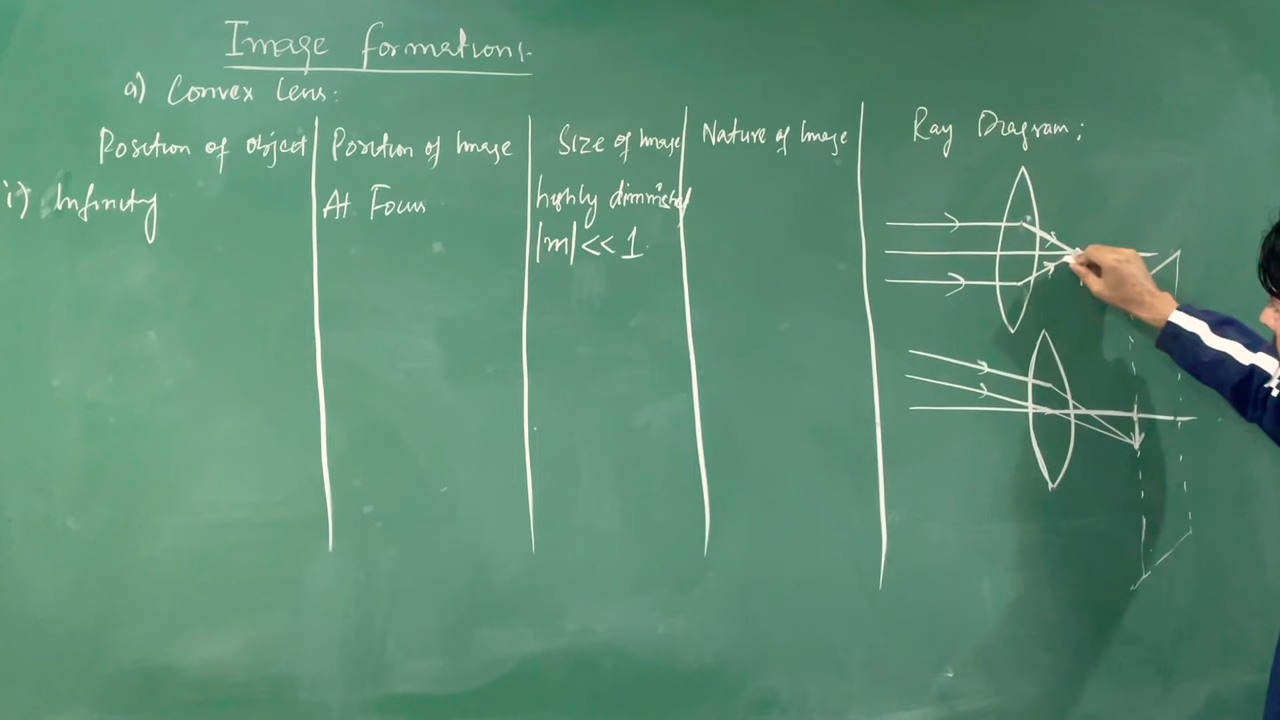 Image formations.
a) Convex Lens:
Position of object Position of Image Size of Image Nature of Image Ray Diagram:
i) Infinity At Focus highly diminished
|m| << 1.